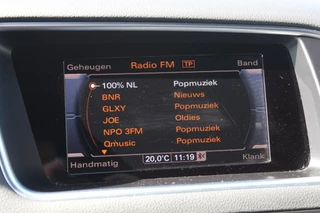 Geheugen Radio FM TP Band
100% NL Popmuziek
BNR Nieuws
GLXY Popmuziek
JOE Oldies
NPO 3FM Popmuziek
Qmusic Popmuziek
Handmatig 20,0°C 11:19 Klank